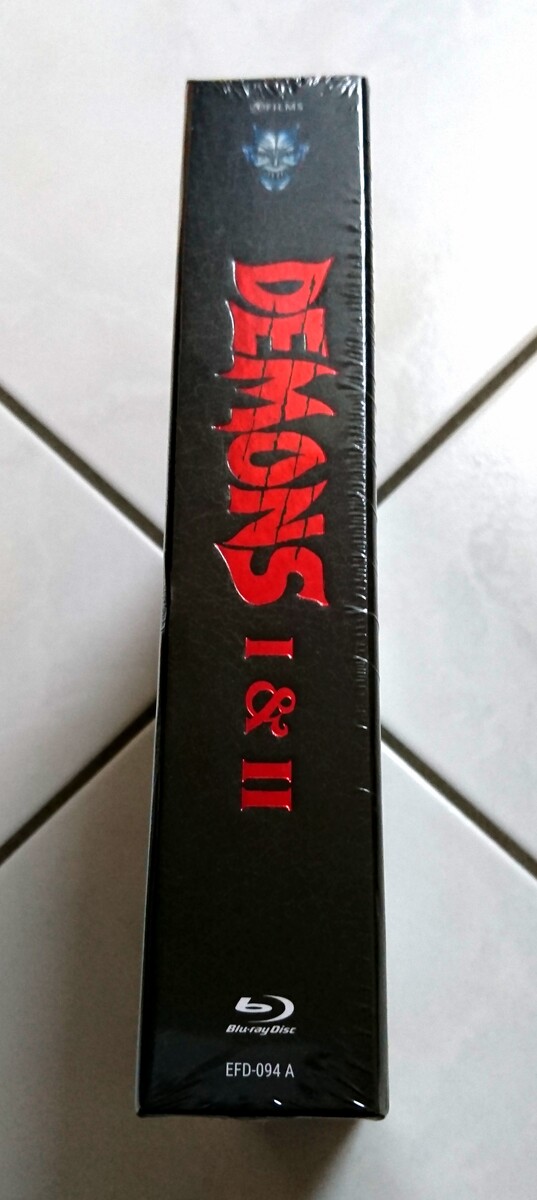 FILMS
DEMONS I & II
Blu-ray Disc
EFD-094 A